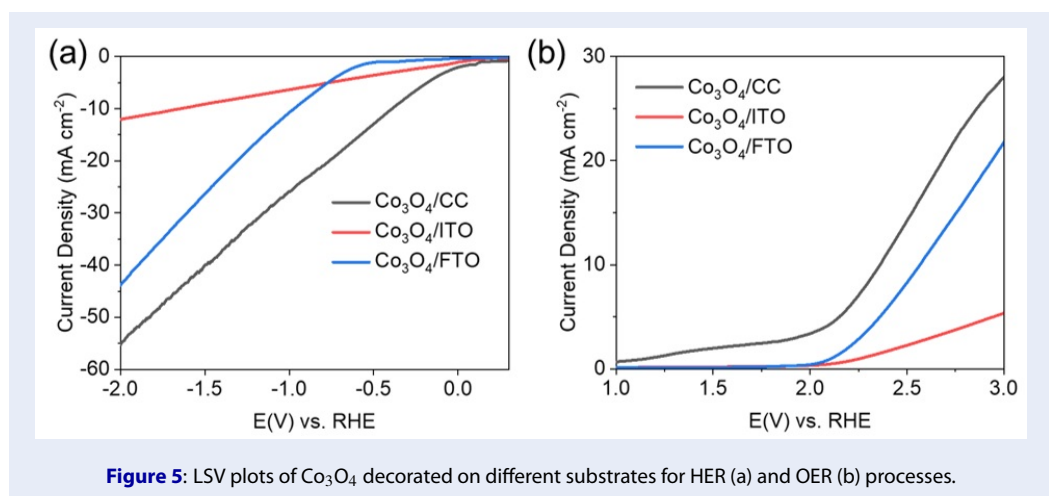 (a)
0
-10
-20
-30
-40
-50
-60
Current Density (mA cm⁻²)
Co₃O₄/CC
Co₃O₄/ITO
Co₃O₄/FTO
-2.0 -1.5 -1.0 -0.5 0.0
E(V) vs. RHE
(b)
30
20
10
0
Current Density (mA cm⁻²)
Co₃O₄/CC
Co₃O₄/ITO
Co₃O₄/FTO
1.0 1.5 2.0 2.5 3.0
E(V) vs. RHE
Figure 5: LSV plots of Co₃O₄ decorated on different substrates for HER (a) and OER (b) processes.